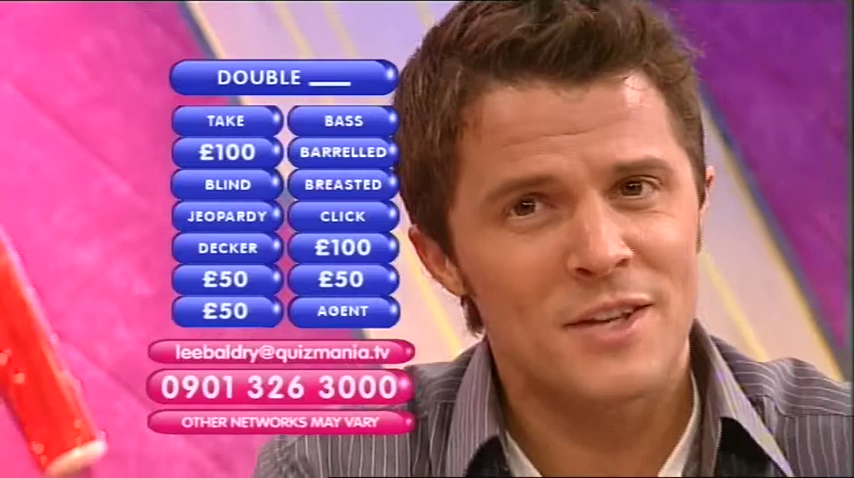 DOUBLE ____
TAKE BASS
£100 BARRELLED
BLIND BREASTED
JEOPARDY CLICK
DECKER £100
£50 £50
£50 AGENT
leebaldry@quizmania.tv
0901 326 3000
OTHER NETWORKS MAY VARY